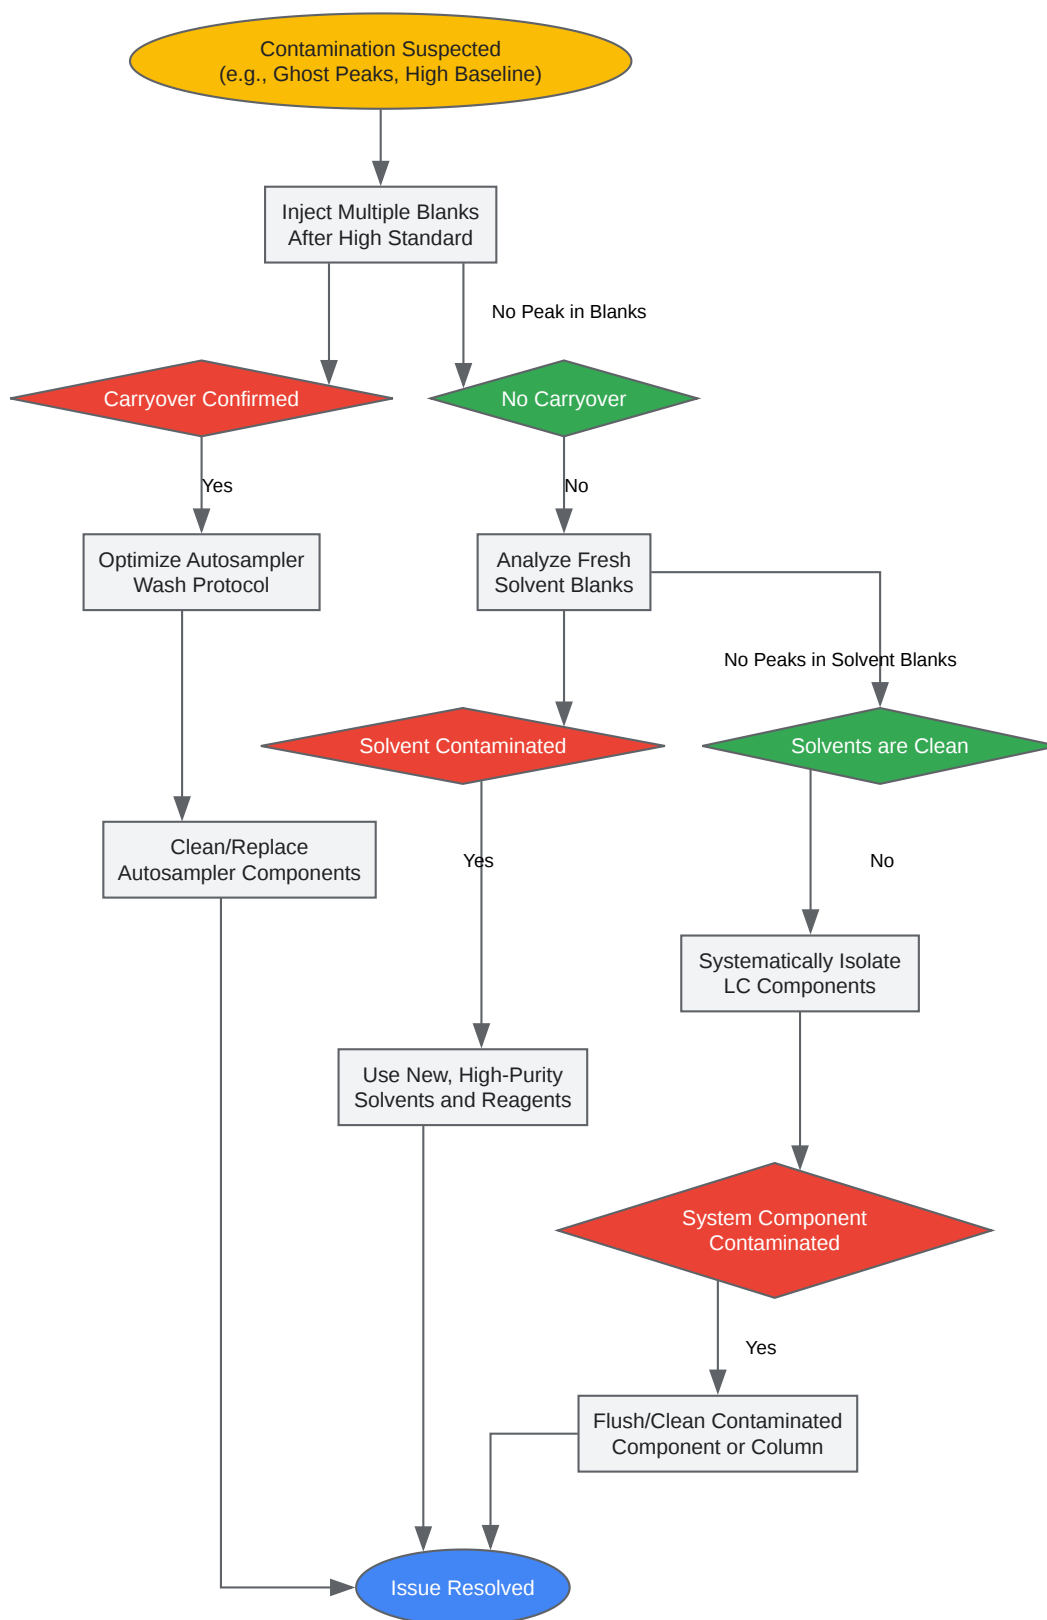 Contamination Suspected
(e.g., Ghost Peaks, High Baseline)
Inject Multiple Blanks
After High Standard
No Peak in Blanks
Carryover Confirmed
No Carryover
Yes
No
Optimize Autosampler
Wash Protocol
Analyze Fresh
Solvent Blanks
No Peaks in Solvent Blanks
Solvent Contaminated
Solvents are Clean
Clean/Replace
Autosampler Components
Yes
No
Systematically Isolate
LC Components
Use New, High-Purity
Solvents and Reagents
System Component
Contaminated
Yes
Flush/Clean Contaminated
Component or Column
Issue Resolved